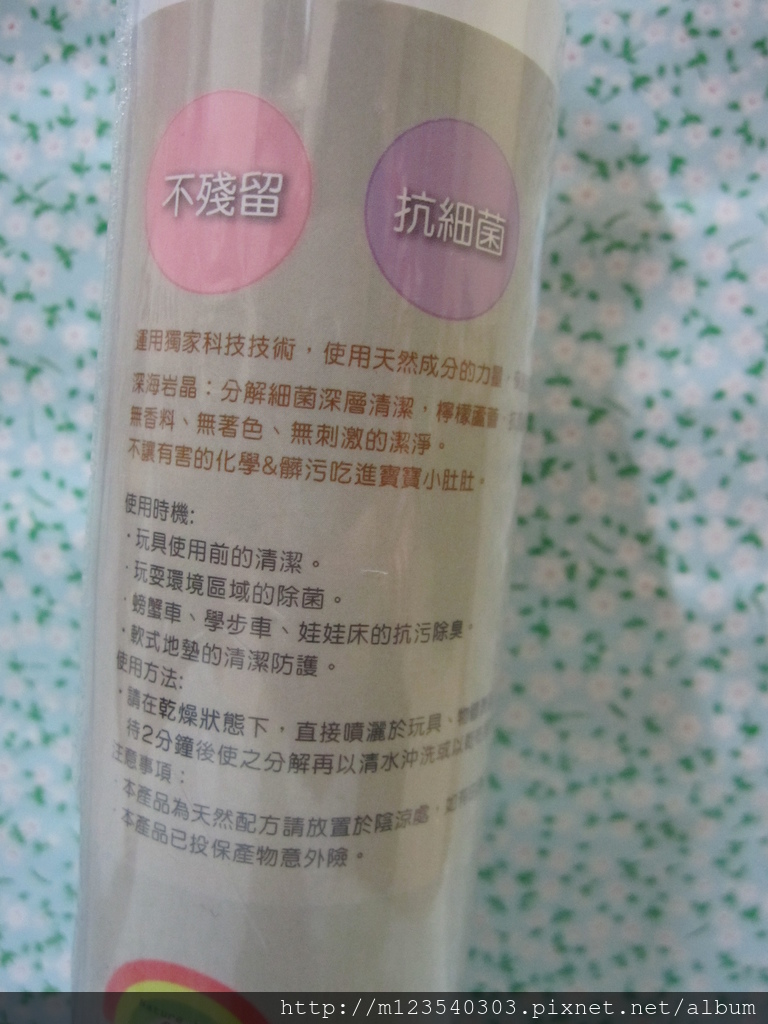 不殘留
抗細菌
運用獨家科技技術，使用天然成分的力量，
深海岩晶：分解細菌深層清潔，檸檬蘆薈，
無香料、無著色、無刺激的潔淨。
不讓有害的化學&髒污吃進寶寶小肚肚。
使用時機:
·玩具使用前的清潔。
·玩耍環境區域的除菌。
·螃蟹車、學步車、娃娃床的抗污除臭。
·軟式地墊的清潔防護。
使用方法:
·請在乾燥狀態下，直接噴灑於玩具、
待2分鐘後使之分解再以清水沖洗或以
注意事項：
·本產品為天然配方請放置於陰涼處，
·本產品已投保產物意外險。
http://m123540303.pixnet.net/album